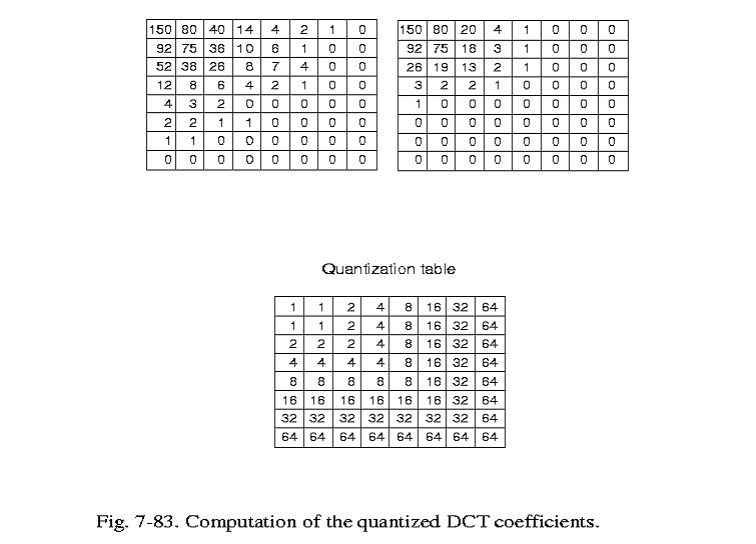 150 80 40 14 4 2 1 0
92 75 36 10 6 1 0 0
52 38 26 8 7 4 0 0
12 8 6 4 2 1 0 0
4 3 2 0 0 0 0 0
2 2 1 1 0 0 0 0
1 1 0 0 0 0 0 0
0 0 0 0 0 0 0 0
150 80 20 4 1 0 0 0
92 75 18 3 1 0 0 0
26 19 13 2 1 0 0 0
3 2 2 1 0 0 0 0
1 0 0 0 0 0 0 0
0 0 0 0 0 0 0 0
0 0 0 0 0 0 0 0
0 0 0 0 0 0 0 0
Quantization table
1 1 2 4 8 16 32 64
1 1 2 4 8 16 32 64
2 2 2 4 8 16 32 64
4 4 4 4 8 16 32 64
8 8 8 8 8 16 32 64
16 16 16 16 16 16 32 64
32 32 32 32 32 32 32 64
64 64 64 64 64 64 64 64
Fig. 7-83. Computation of the quantized DCT coefficients.